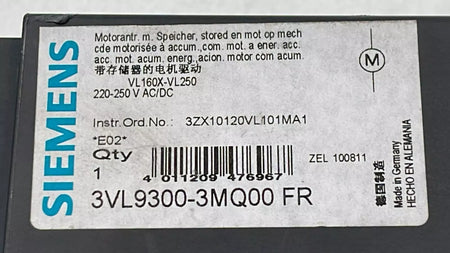 SIEMENS
Motorantr. m. Speicher, stored en mot op mech
cde motorisée à accum.,com. mot. a ener. acc.
acc. mot. acum. energ.,acion. motor com acum.
带存储器的电机驱动
VL160X-VL250
220-250 V AC/DC
M
Instr.Ord.No.: 3ZX10120VL101MA1
*E02*
Qty
1
4 011209 476967
ZEL 100811
3VL9300-3MQ00 FR
德国制造
Made in Germany
HECHO EN ALEMANIA